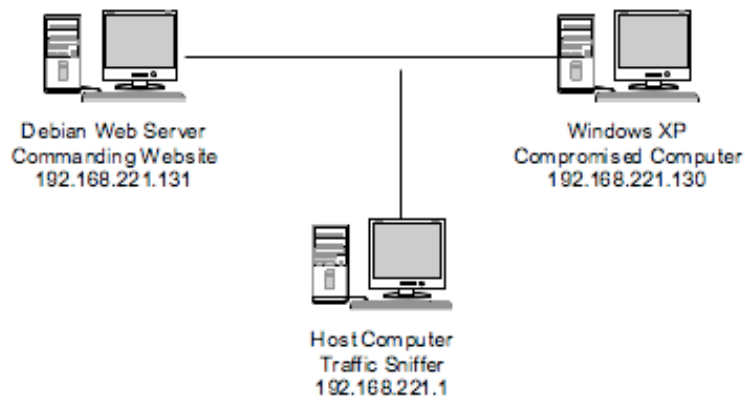 Debian Web Server
Commanding Website
192.168.221.131
Windows XP
Compromised Computer
192.168.221.130
Host Computer
Traffic Sniffer
192.168.221.1